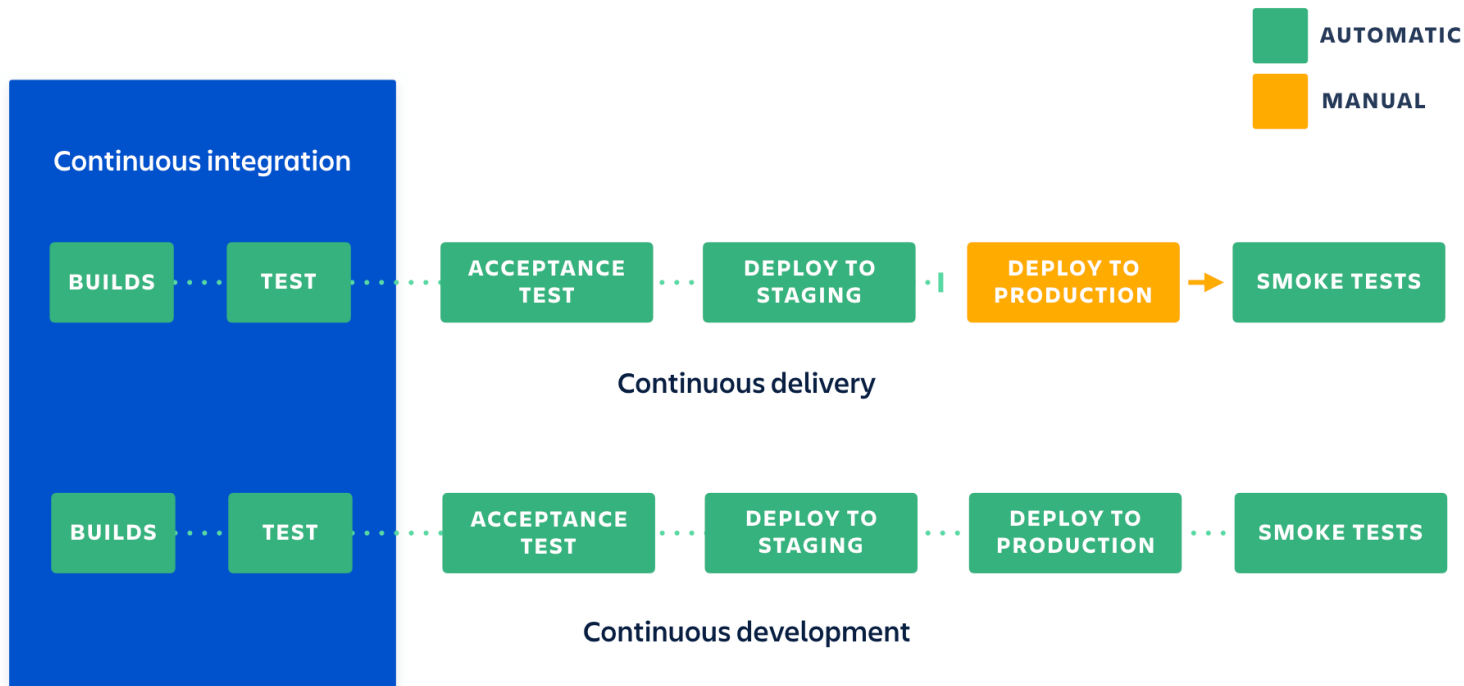 AUTOMATIC
MANUAL
Continuous integration
BUILDS
TEST
ACCEPTANCE
TEST
DEPLOY TO
STAGING
DEPLOY TO
PRODUCTION
SMOKE TESTS
Continuous delivery
BUILDS
TEST
ACCEPTANCE
TEST
DEPLOY TO
STAGING
DEPLOY TO
PRODUCTION
SMOKE TESTS
Continuous development